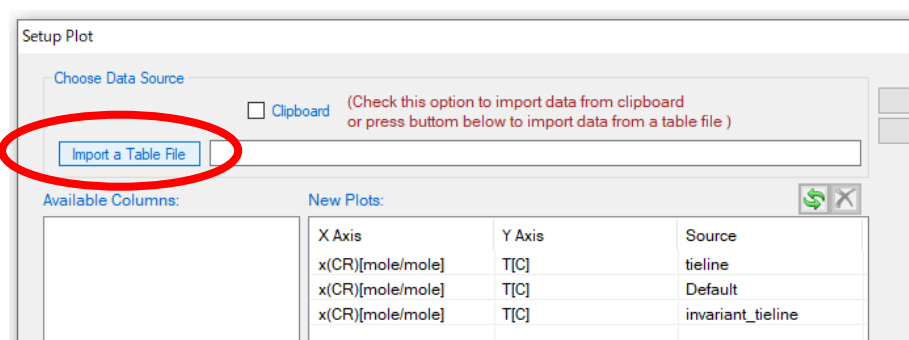 Setup Plot
Choose Data Source
Clipboard
(Check this option to import data from clipboard
or press buttom below to import data from a table file )
Import a Table File
Available Columns:
New Plots:
X Axis Y Axis Source
x(CR)[mole/mole] T[C] tieline
x(CR)[mole/mole] T[C] Default
x(CR)[mole/mole] T[C] invariant_tieline